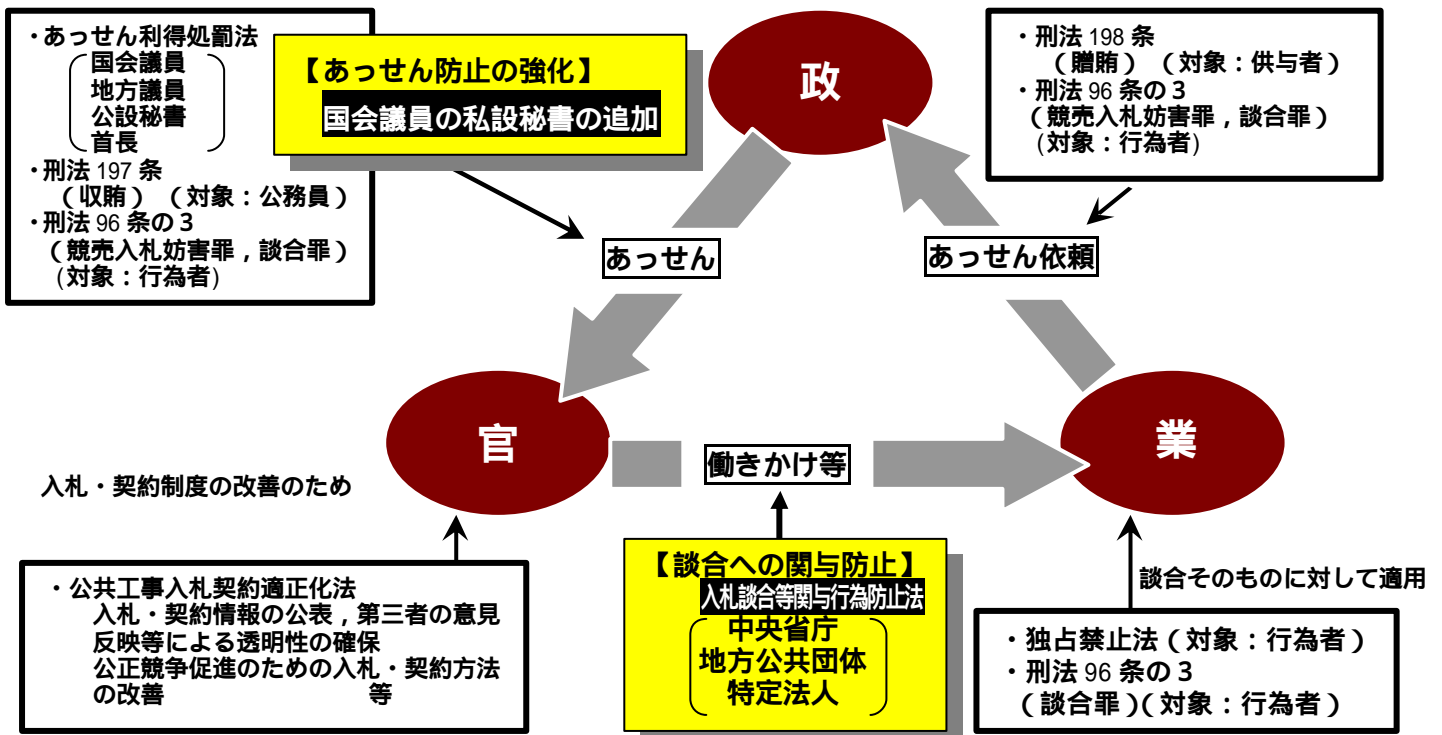 ・あっせん利得処罰法
国会議員
地方議員
公設秘書
首長
・刑法 197 条
（収賄）（対象：公務員）
・刑法 96 条の３
（競売入札妨害罪，談合罪）
(対象：行為者)
【あっせん防止の強化】
国会議員の私設秘書の追加
政
・刑法 198 条
（贈賄）（対象：供与者）
・刑法 96 条の３
（競売入札妨害罪，談合罪）
(対象：行為者)
あっせん
あっせん依頼
官
働きかけ等
業
入札・契約制度の改善のため
・公共工事入札契約適正化法
入札・契約情報の公表，第三者の意見
反映等による透明性の確保
公正競争促進のための入札・契約方法
の改善　等
【談合への関与防止】
入札談合等関与行為防止法
中央省庁
地方公共団体
特定法人
談合そのものに対して適用
・独占禁止法（対象：行為者）
・刑法 96 条の３
（談合罪）（対象：行為者）